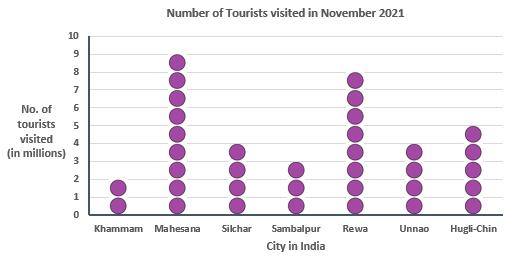 Number of Tourists visited in November 2021
10
9
8
7
6
5
4
3
2
1
0
No. of
tourists
visited
(in millions)
Khammam Mahesana Silchar Sambalpur Rewa Unnao Hugli-Chin
City in India